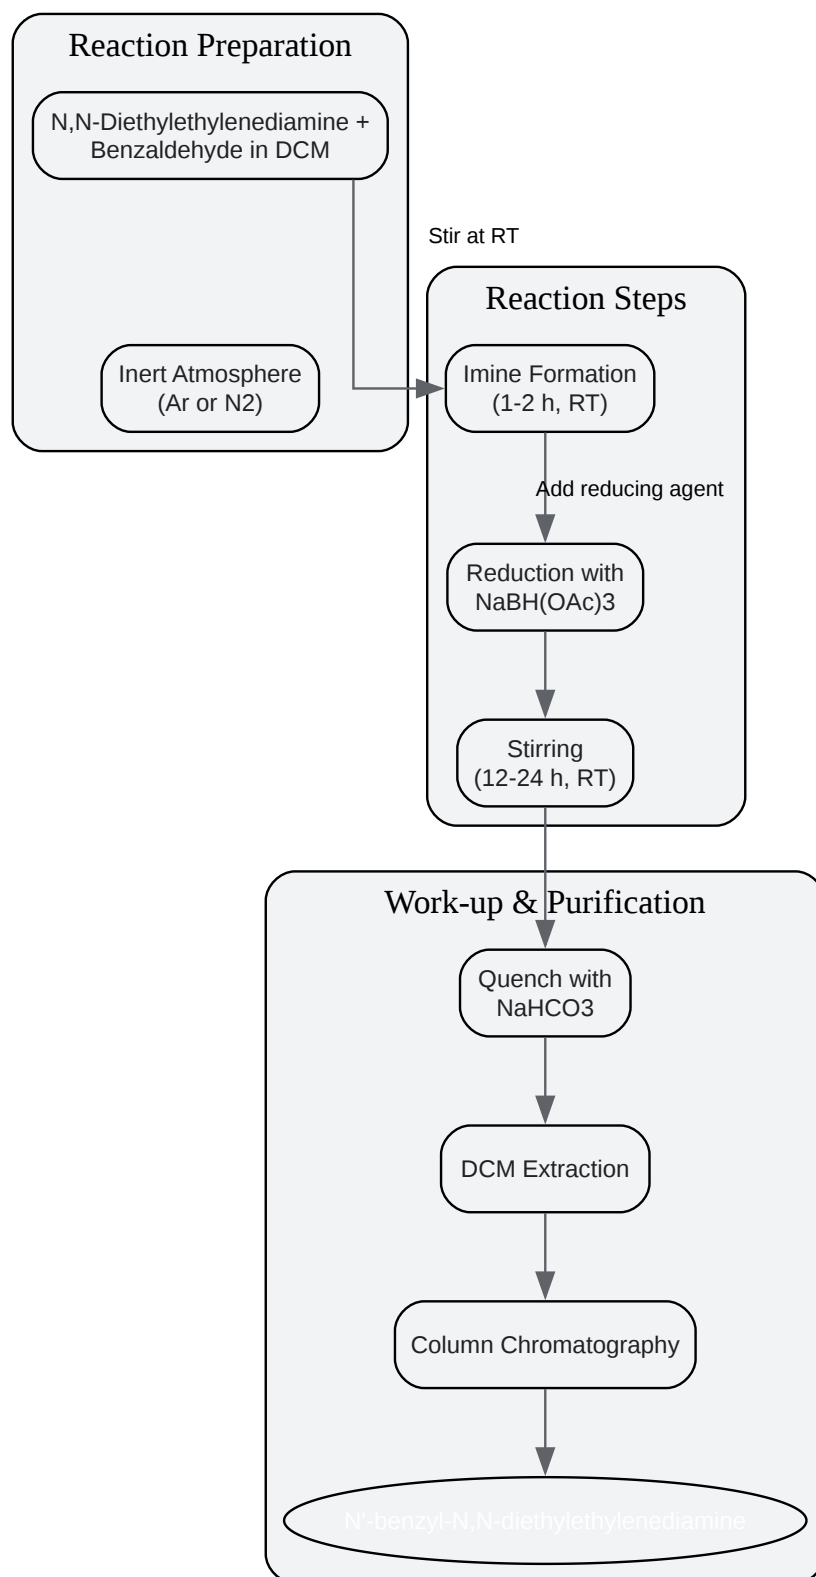 Reaction Preparation
N,N-Diethylethylenediamine +
Benzaldehyde in DCM
Stir at RT
Reaction Steps
Inert Atmosphere
(Ar or N2)
Imine Formation
(1-2 h, RT)
Add reducing agent
Reduction with
NaBH(OAc)3
Stirring
(12-24 h, RT)
Work-up & Purification
Quench with
NaHCO3
DCM Extraction
Column Chromatography
N'-benzyl-N,N-diethylethylenediamine